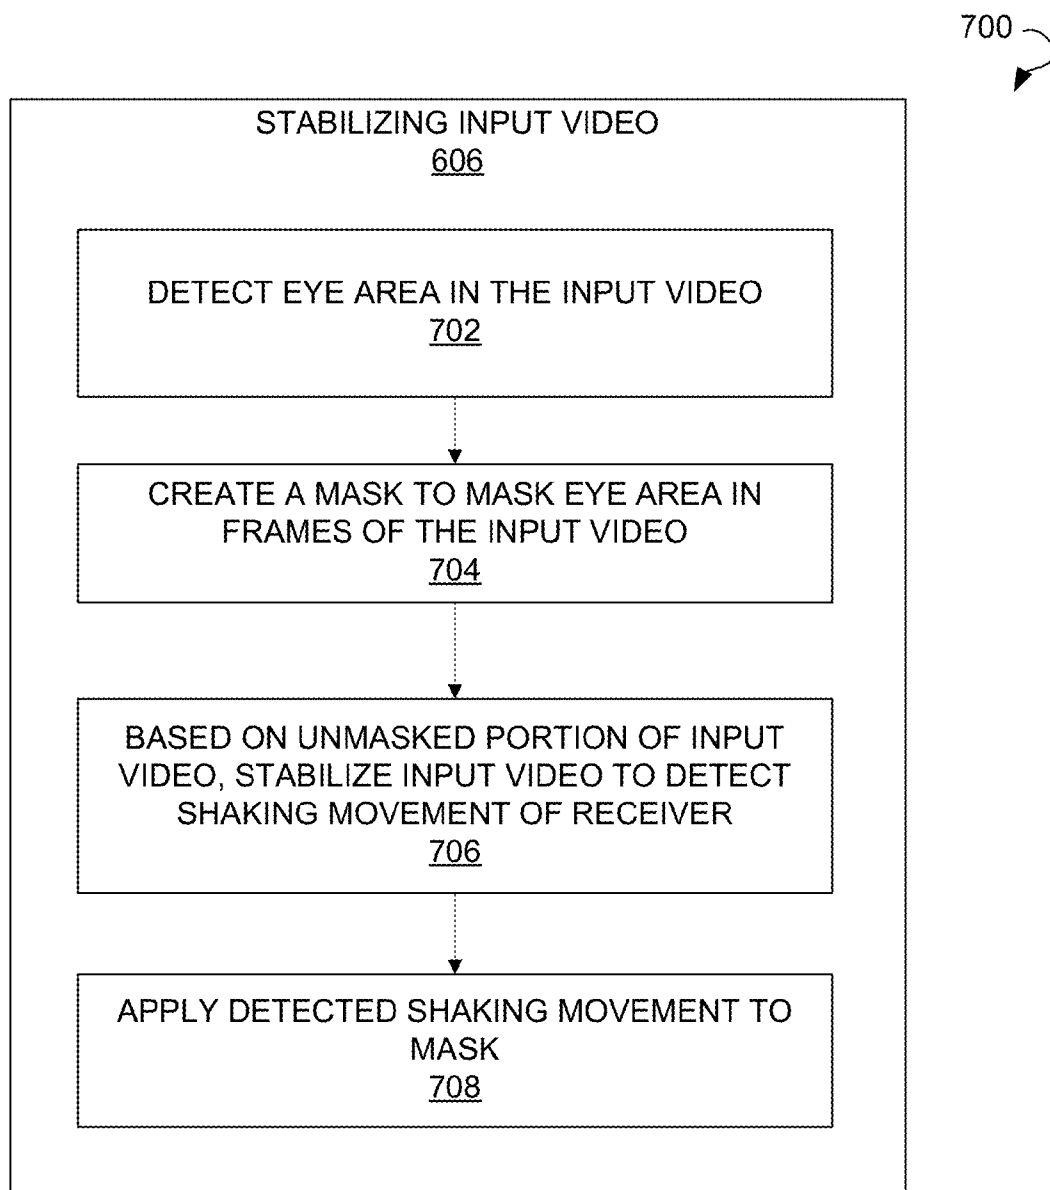 700
STABILIZING INPUT VIDEO
606
DETECT EYE AREA IN THE INPUT VIDEO
702
CREATE A MASK TO MASK EYE AREA IN
FRAMES OF THE INPUT VIDEO
704
BASED ON UNMASKED PORTION OF INPUT
VIDEO, STABILIZE INPUT VIDEO TO DETECT
SHAKING MOVEMENT OF RECEIVER
706
APPLY DETECTED SHAKING MOVEMENT TO
MASK
708